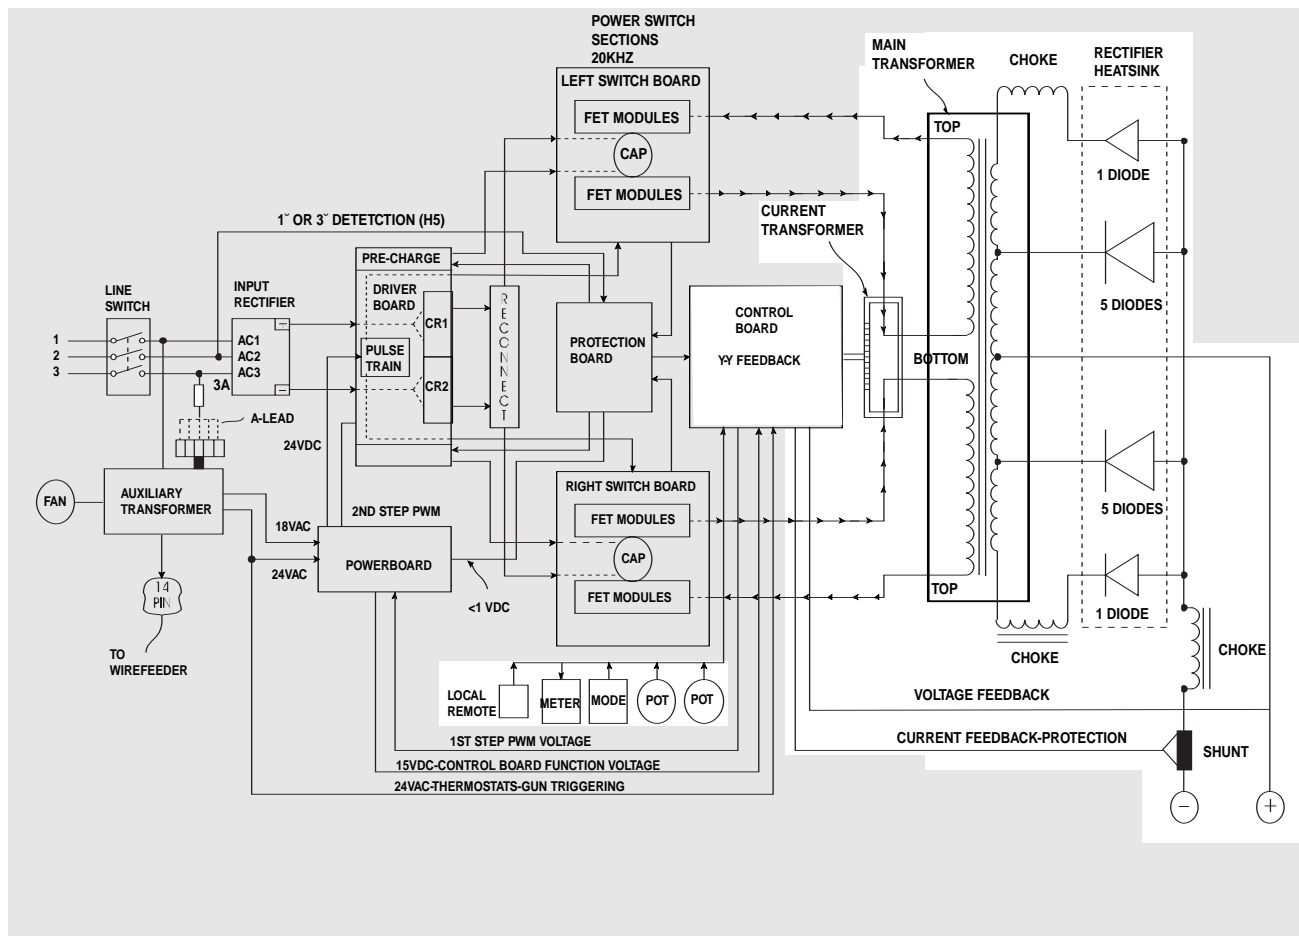 POWER SWITCH
SECTIONS
20KHZ
LEFT SWITCH BOARD
FET MODULES
CAP
FET MODULES
MAIN
TRANSFORMER
CHOKE
RECTIFIER
HEATSINK
TOP
1 DIODE
CURRENT
TRANSFORMER
1˘ OR 3˘ DETETCTION (H5)
PRE-CHARGE
LINE
SWITCH
INPUT
RECTIFIER
DRIVER
BOARD
RECONNECT
CONTROL
BOARD
Y-Y FEEDBACK
5 DIODES
1
2
3
AC1
AC2
AC3
CR1
PULSE
TRAIN
CR2
PROTECTION
BOARD
BOTTOM
3A
A-LEAD
24VDC
FAN
AUXILIARY
TRANSFORMER
18VAC
24VAC
2ND STEP PWM
POWERBOARD
<1 VDC
RIGHT SWITCH BOARD
FET MODULES
CAP
FET MODULES
5 DIODES
TOP
1 DIODE
14
PIN
TO
WIREFEEDER
CHOKE
CHOKE
LOCAL
REMOTE
METER
MODE
POT
POT
VOLTAGE FEEDBACK
1ST STEP PWM VOLTAGE
CURRENT FEEDBACK-PROTECTION
SHUNT
15VDC-CONTROL BOARD FUNCTION VOLTAGE
24VAC-THERMOSTATS-GUN TRIGGERING
− +